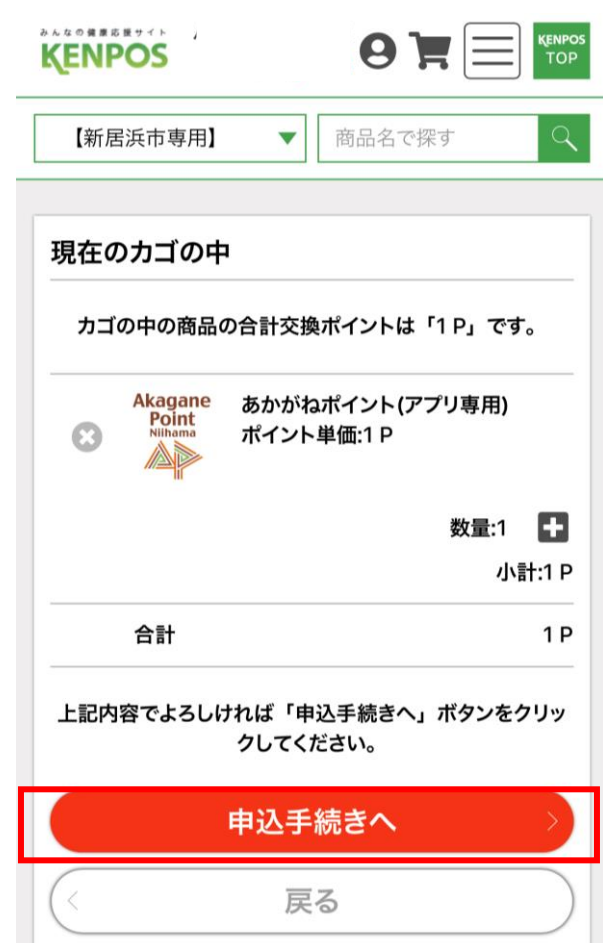 みんなの健康応援サイト
KENPOS
KENPOS
TOP
【新居浜市専用】
商品名で探す
現在のカゴの中
カゴの中の商品の合計交換ポイントは「1 P」です。
Akagane
Point
Niihama
AP
あかがねポイント(アプリ専用)
ポイント単価:1 P
数量:1
小計:1 P
合計
1 P
上記内容でよろしければ「申込手続きへ」ボタンをクリッ
クしてください。
申込手続きへ
戻る